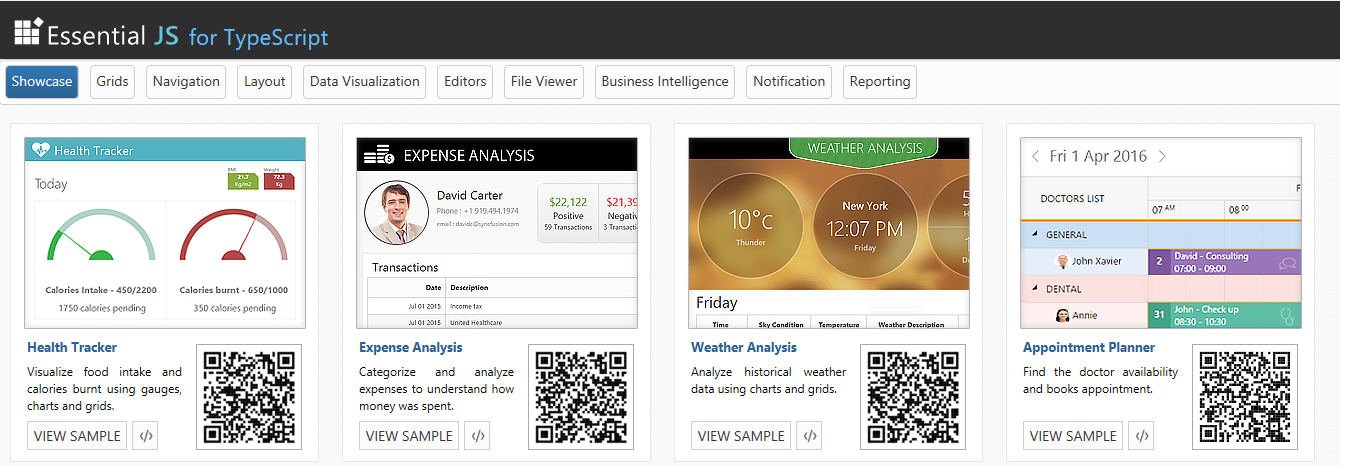 Essential JS for TypeScript
Showcase
Grids
Navigation
Layout
Data Visualization
Editors
File Viewer
Business Intelligence
Notification
Reporting
Health Tracker
Today
BMI
21.7
Kg/m2
Weight
72.3
Kg
Calories Intake - 450/2200
1750 calories pending
Calories burnt - 650/1000
350 calories pending
Health Tracker
Visualize food intake and
calories burnt using gauges,
charts and grids.
VIEW SAMPLE </>
EXPENSE ANALYSIS
David Carter
Phone : +1 919.494.1974
email : davidc@syncfusion.com
$22,122
Positive
59 Transactions
$21,39
Negativ
3 Transacti
Transactions
Date Description
Jul 01 2015 Income tax
Jul 01 2015 United Healthcare
Expense Analysis
Categorize and analyze
expenses to understand how
money was spent.
VIEW SAMPLE </>
WEATHER ANALYSIS
10°c
Thunder
New York
12:07 PM
Friday
Friday
Time Sky Condition Temperature Weather Description
Weather Analysis
Analyze historical weather
data using charts and grids.
VIEW SAMPLE </>
< Fri 1 Apr 2016 >
F
DOCTORS LIST
07 AM
08 00
GENERAL
John Xavier
2
David - Consulting
07:00 - 09:00
DENTAL
Annie
31
John - Check up
08:30 - 10:30
Appointment Planner
Find the doctor availability
and books appointment.
VIEW SAMPLE </>